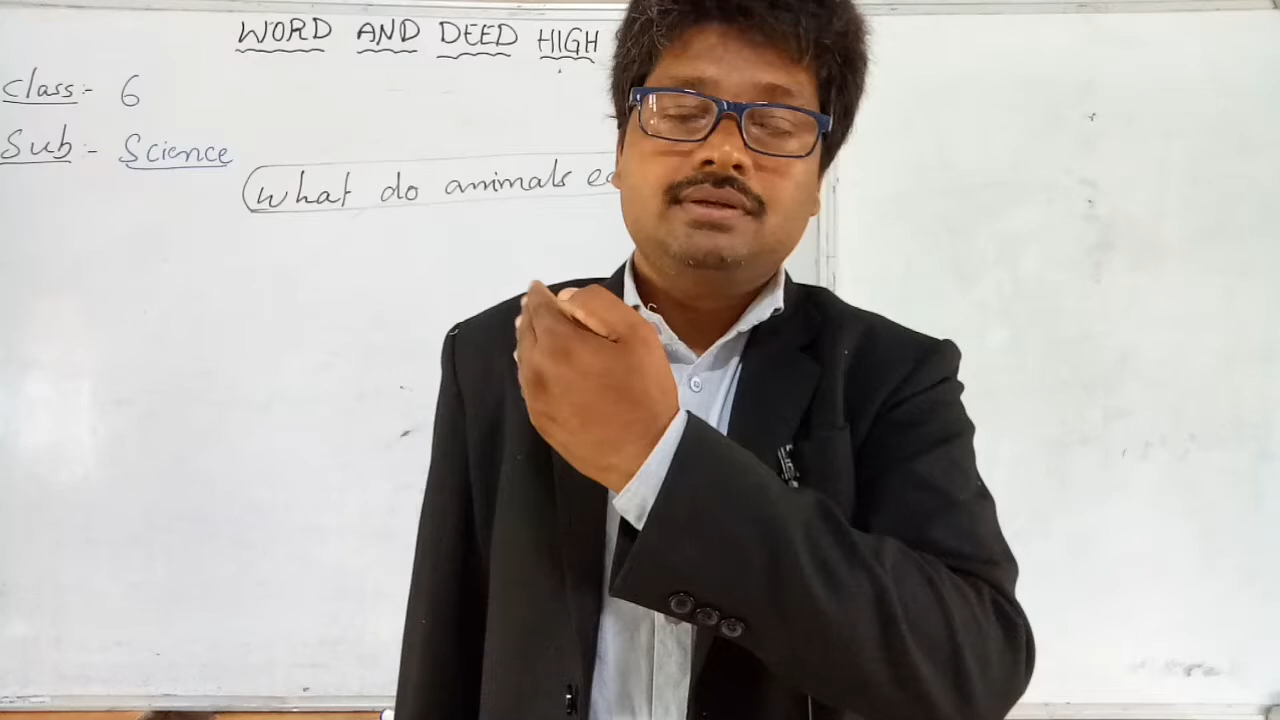 WORD AND DEED HIGH
Class:- 6
Sub:- Science
What do animals